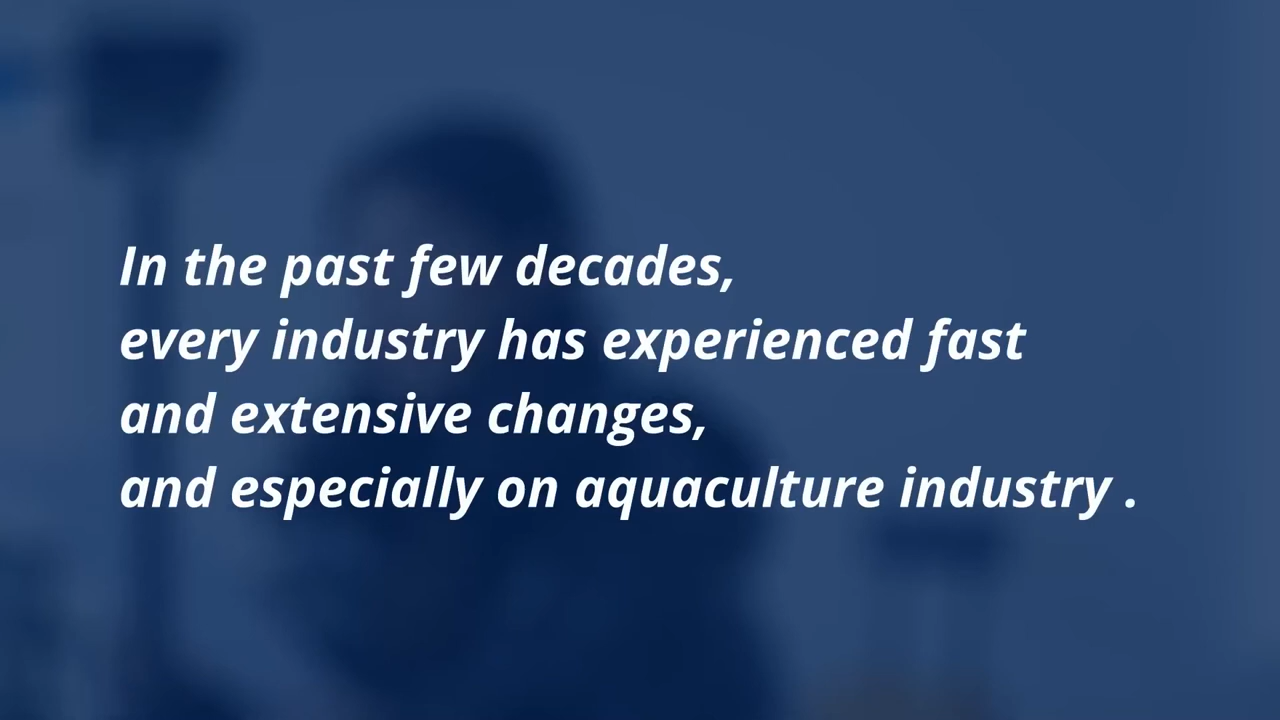 In the past few decades,
every industry has experienced fast
and extensive changes,
and especially on aquaculture industry .